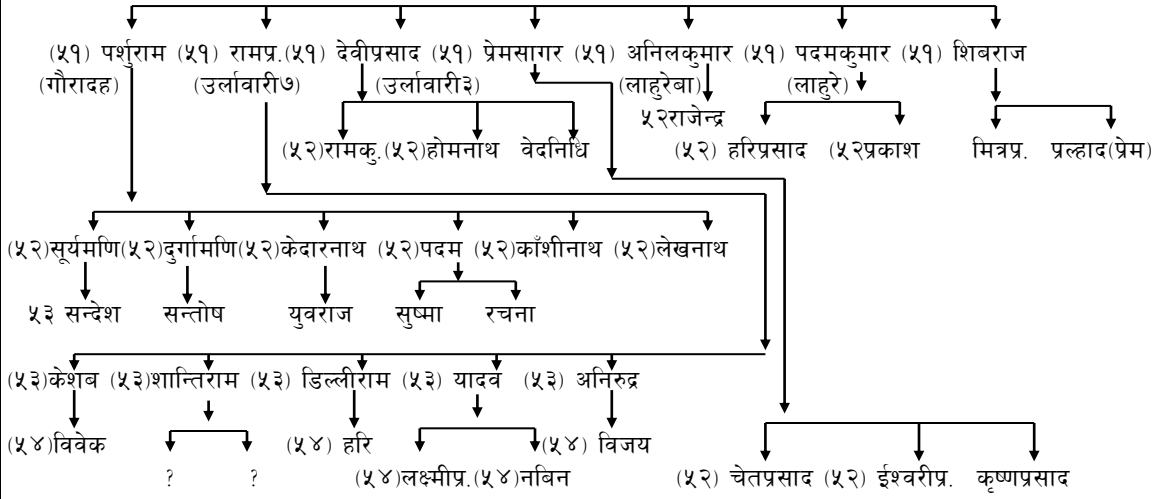 (५१) पर्शुराम (५१) रामप्र.(५१) देवीप्रसाद (५१) प्रेमसागर (५१) अनिलकुमार (५१) पदमकुमार (५१) शिबराज
(गौरादह) (उर्लावारी७) (उर्लावारी३) (लाहुरेबा) (लाहुरे)
५२राजेन्द्र
(५२)रामकु.(५२)होमनाथ वेदनिधि (५२) हरिप्रसाद (५२प्रकाश मित्रप्र. प्रल्हाद(प्रेम)
(५२)सूर्यमणि(५२)दुर्गामणि(५२)केदारनाथ (५२)पदम (५२)काँशीनाथ (५२)लेखनाथ
५३ सन्देश सन्तोष युवराज सुष्मा रचना
(५३)केशब (५३)शान्तिराम (५३) डिल्लीराम (५३) यादव (५३) अनिरुद्र
(५४)विवेक (५४) हरि (५४) विजय
? ? (५४)लक्ष्मीप्र.(५४)नबिन (५२) चेतप्रसाद (५२) ईश्वरीप्र. कृष्णप्रसाद